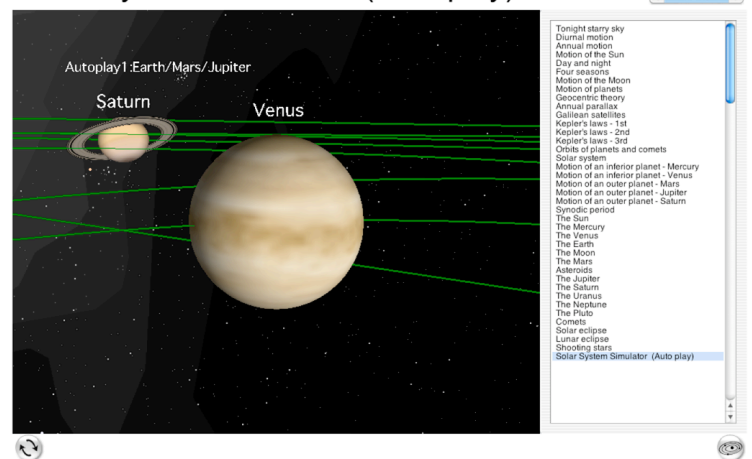 Autoplay1:Earth/Mars/Jupiter
Saturn
Venus
Tonight starry sky
Diurnal motion
Annual motion
Motion of the Sun
Day and night
Four seasons
Motion of the Moon
Motion of planets
Geocentric theory
Annual parallax
Galilean satellites
Kepler's laws - 1st
Kepler's laws - 2nd
Kepler's laws - 3rd
Orbits of planets and comets
Solar system
Motion of an inferior planet - Mercury
Motion of an inferior planet - Venus
Motion of an outer planet - Mars
Motion of an outer planet - Jupiter
Motion of an outer planet - Saturn
Synodic period
The Sun
The Mercury
The Venus
The Earth
The Moon
The Mars
Asteroids
The Jupiter
The Saturn
The Uranus
The Neptune
The Pluto
Comets
Solar eclipse
Lunar eclipse
Shooting stars
Solar System Simulator (Auto play)